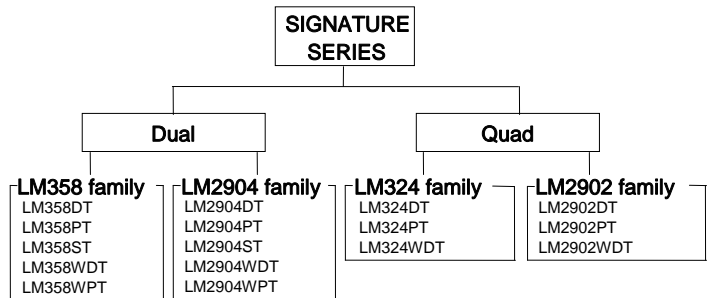 SIGNATURE
SERIES
Dual
Quad
LM358 family
LM358DT
LM358PT
LM358ST
LM358WDT
LM358WPT
LM2904 family
LM2904DT
LM2904PT
LM2904ST
LM2904WDT
LM2904WPT
LM324 family
LM324DT
LM324PT
LM324WDT
LM2902 family
LM2902DT
LM2902PT
LM2902WDT